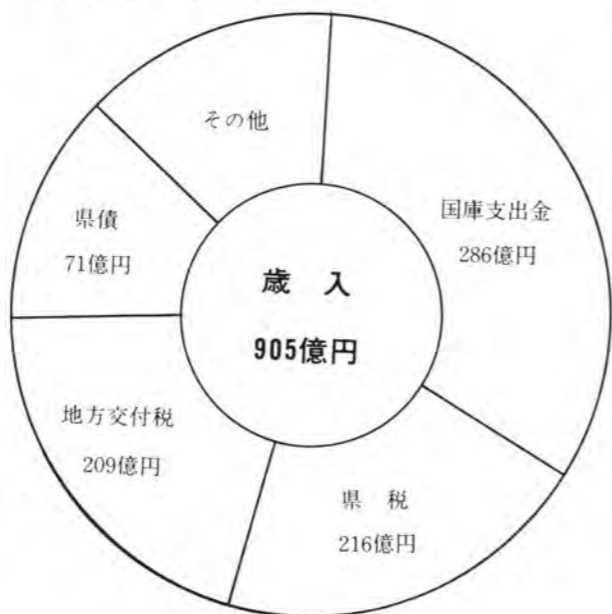 その他
国庫支出金
286億円
県税
216億円
地方交付税
209億円
県債
71億円
歳入
905億円